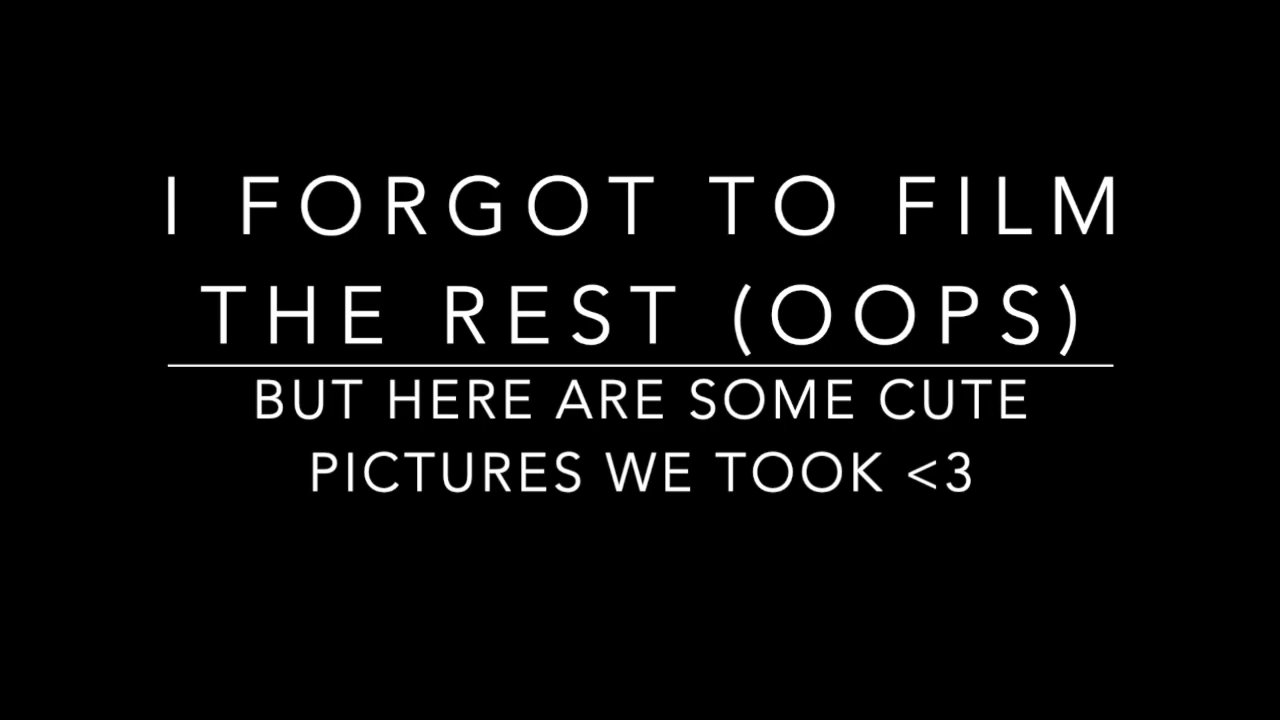 I FORGOT TO FILM
THE REST (OOPS)
BUT HERE ARE SOME CUTE
PICTURES WE TOOK <3